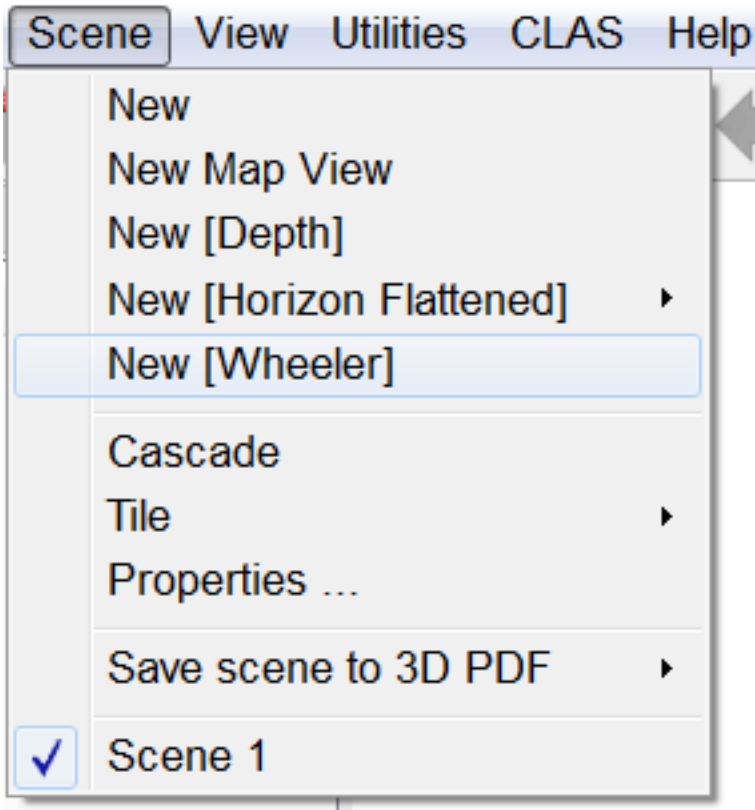 Scene View Utilities CLAS Help
New
New Map View
New [Depth]
New [Horizon Flattened]
New [Wheeler]
Cascade
Tile
Properties ...
Save scene to 3D PDF
Scene 1